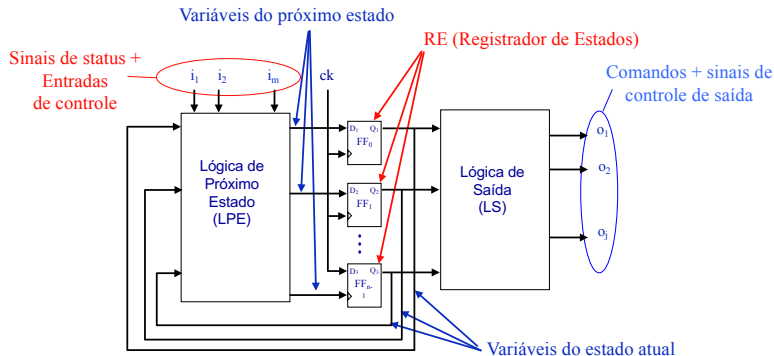 Variáveis do próximo estado
RE (Registrador de Estados)
Sinais de status +
Entradas
de controle
i1 i2 im ck
Comandos + sinais
de controle de saída
D1 Q1
FF0
Lógica de
Próximo
Estado
(LPE)
D2 Q2
FF1
...
D3 Q3
FFn-
1
Lógica de
Saída
(LS)
o1
o2
oj
Variáveis do estado atual